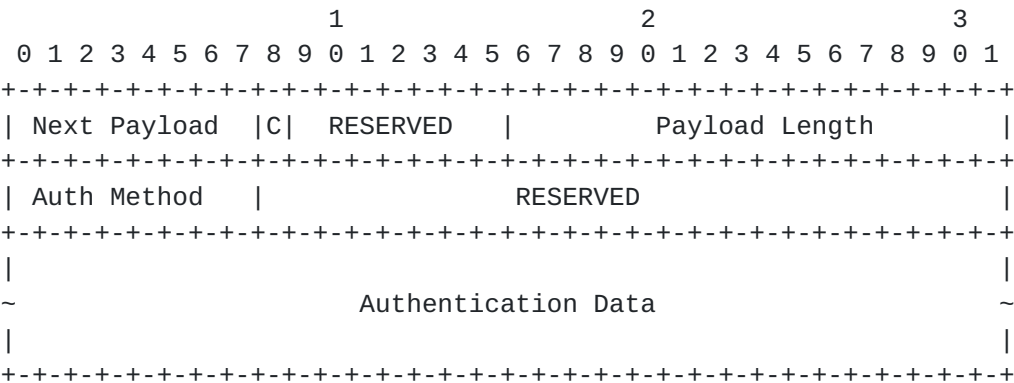 1                   2                   3
 0 1 2 3 4 5 6 7 8 9 0 1 2 3 4 5 6 7 8 9 0 1 2 3 4 5 6 7 8 9 0 1
+-+-+-+-+-+-+-+-+-+-+-+-+-+-+-+-+-+-+-+-+-+-+-+-+-+-+-+-+-+-+-+-+
| Next Payload  |C|  RESERVED   |         Payload Length        |
+-+-+-+-+-+-+-+-+-+-+-+-+-+-+-+-+-+-+-+-+-+-+-+-+-+-+-+-+-+-+-+-+
| Auth Method   |                RESERVED                       |
+-+-+-+-+-+-+-+-+-+-+-+-+-+-+-+-+-+-+-+-+-+-+-+-+-+-+-+-+-+-+-+-+
|                                                               |
~                      Authentication Data                      ~
|                                                               |
+-+-+-+-+-+-+-+-+-+-+-+-+-+-+-+-+-+-+-+-+-+-+-+-+-+-+-+-+-+-+-+-+